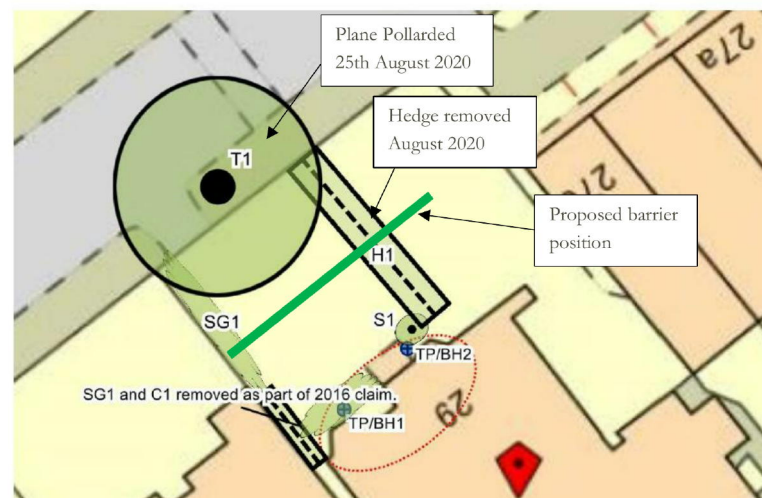 Plane Pollarded
25th August 2020
27a
Hedge removed
August 2020
T1
Proposed barrier
position
H1
SG1
S1
TP/BH2
SG1 and C1 removed as part of 2016 claim.
TP/BH1
29